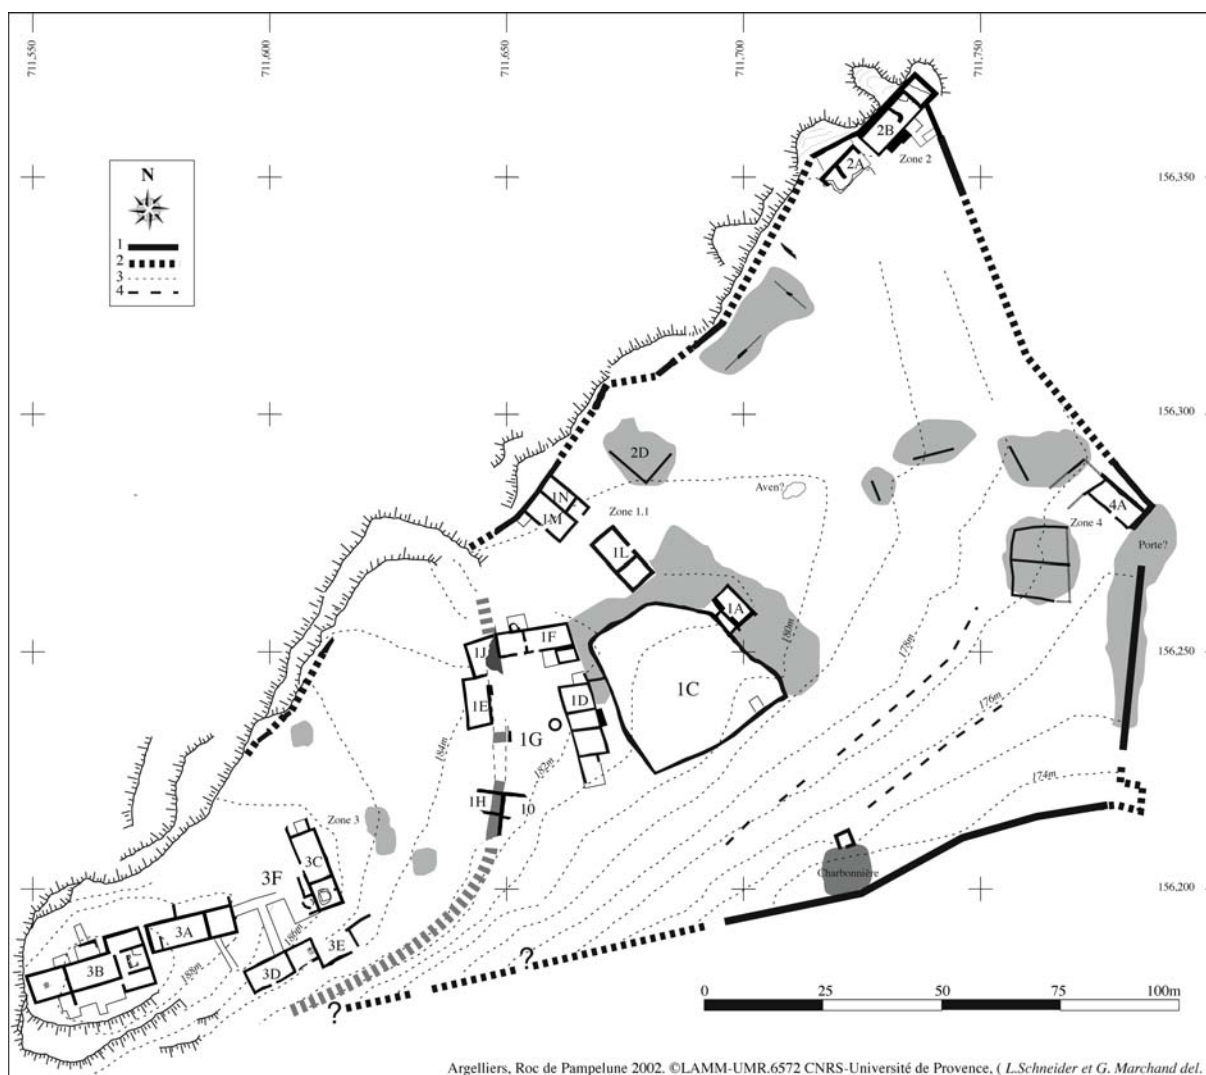 711,550
711,600
711,650
711,700
711,750
N
1
2
3
4
2B
2A
Zone 2
156,350
156,300
2D
1N
1M
Zone 1.1
Aven?
4A
Zone 4
Porte?
1L
1A
180m
178m
176m
174m
1F
1J
156,250
1C
1E
1D
184m
1G
182m
1H
10
Zone 3
3C
3F
Charbonnière
156,200
3A
3E
186m
3B
188m
3D
?
?
0
25
50
75
100m
Argelliers, Roc de Pampelune 2002. ©LAMM-UMR.6572 CNRS-Université de Provence, ( L.Schneider et G. Marchand del.